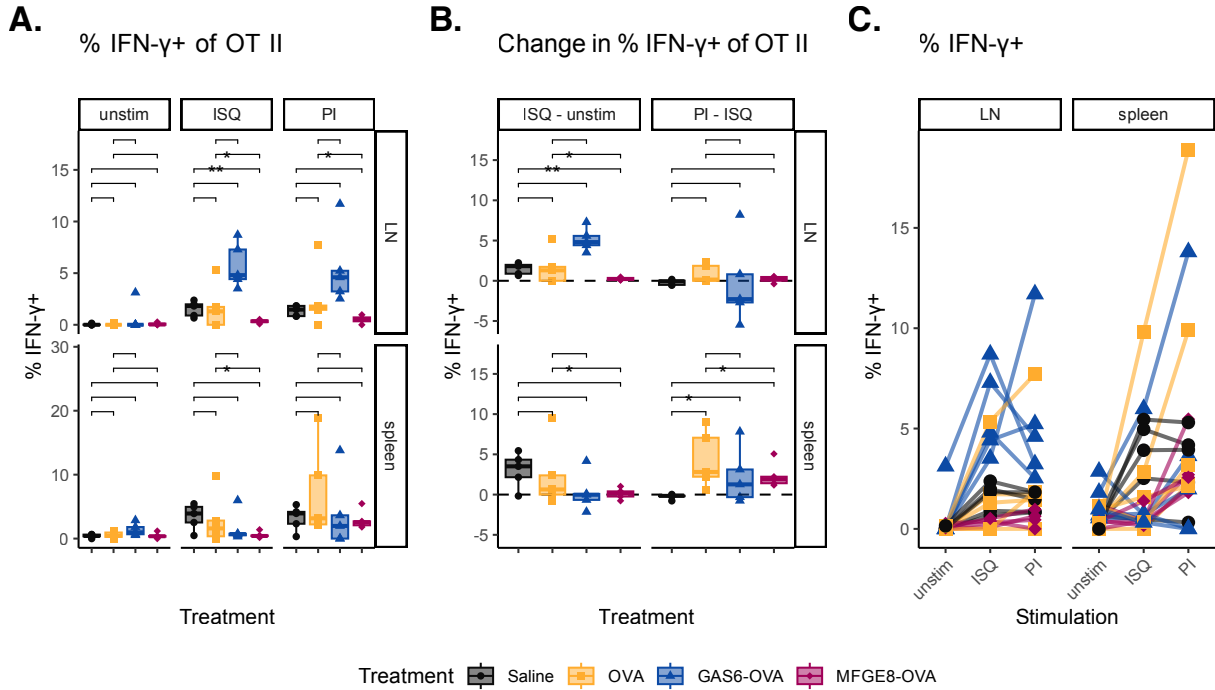 A.
B.
C.
% IFN-γ+ of OT II
Change in % IFN-γ+ of OT II
% IFN-γ+
unstim
ISQ
PI
ISQ - unstim
PI - ISQ
LN
spleen
% IFN-γ+
15
10
5
0
*
**
*
LN
30
20
10
0
*
spleen
Treatment
% IFN-γ+
15
10
5
0
-5
*
**
LN
15
10
5
0
-5
*
*
*
spleen
Treatment
% IFN-γ+
15
10
5
0
unstim
ISQ
PI
unstim
ISQ
PI
Stimulation
Treatment
Saline
OVA
GAS6-OVA
MFGE8-OVA